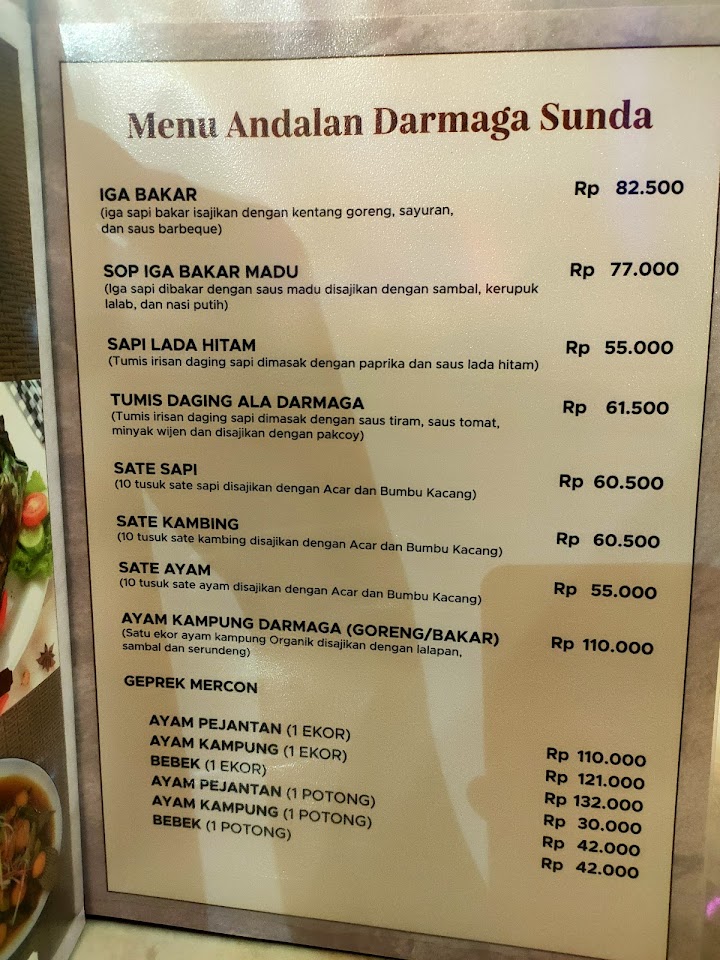 Menu Andalan Darmaga Sunda
IGA BAKAR Rp 82.500
(iga sapi bakar isajikan dengan kentang goreng, sayuran,
dan saus barbeque)
SOP IGA BAKAR MADU Rp 77.000
(Iga sapi dibakar dengan saus madu disajikan dengan sambal, kerupuk
lalab, dan nasi putih)
SAPI LADA HITAM Rp 55.000
(Tumis irisan daging sapi dimasak dengan paprika dan saus lada hitam)
TUMIS DAGING ALA DARMAGA Rp 61.500
(Tumis irisan daging sapi dimasak dengan saus tiram, saus tomat,
minyak wijen dan disajikan dengan pakcoy)
SATE SAPI Rp 60.500
(10 tusuk sate sapi disajikan dengan Acar dan Bumbu Kacang)
SATE KAMBING Rp 60.500
(10 tusuk sate kambing disajikan dengan Acar dan Bumbu Kacang)
SATE AYAM Rp 55.000
(10 tusuk sate ayam disajikan dengan Acar dan Bumbu Kacang)
AYAM KAMPUNG DARMAGA (GORENG/BAKAR) Rp 110.000
(Satu ekor ayam kampung Organik disajikan dengan lalapan,
sambal dan serundeng)
GEPREK MERCON
AYAM PEJANTAN (1 EKOR) Rp 110.000
AYAM KAMPUNG (1 EKOR) Rp 121.000
BEBEK (1 EKOR) Rp 132.000
AYAM PEJANTAN (1 POTONG) Rp 30.000
AYAM KAMPUNG (1 POTONG) Rp 42.000
BEBEK (1 POTONG) Rp 42.000